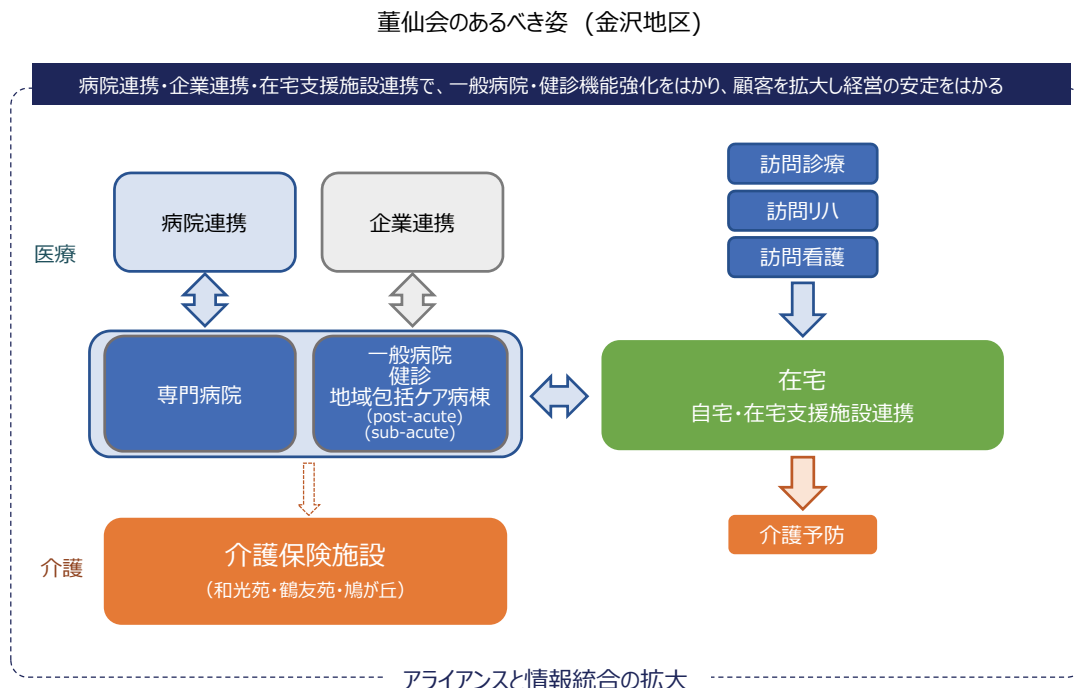 董仙会のあるべき姿 (金沢地区)
病院連携・企業連携・在宅支援施設連携で、一般病院・健診機能強化をはかり、顧客を拡大し経営の安定をはかる
訪問診療
訪問リハ
訪問看護
病院連携
企業連携
医療
専門病院
一般病院
健診
地域包括ケア病棟
(post-acute)
(sub-acute)
在宅
自宅・在宅支援施設連携
介護予防
介護
介護保険施設
(和光苑・鶴友苑・鳩が丘)
アライアンスと情報統合の拡大